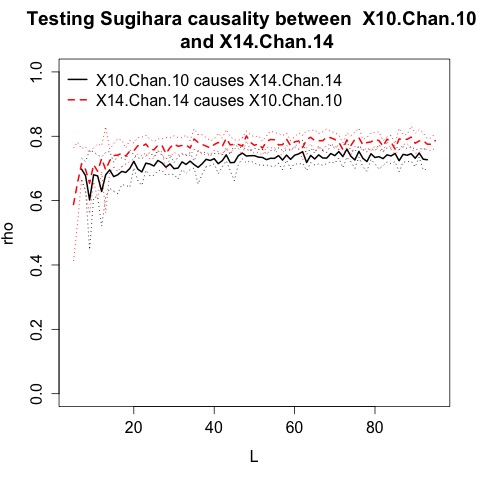 Testing Sugihara causality between  X10.Chan.10
and X14.Chan.14
X10.Chan.10 causes X14.Chan.14
X14.Chan.14 causes X10.Chan.10
1.0
0.8
0.6
0.4
0.2
0.0
rho
20 40 60 80
L